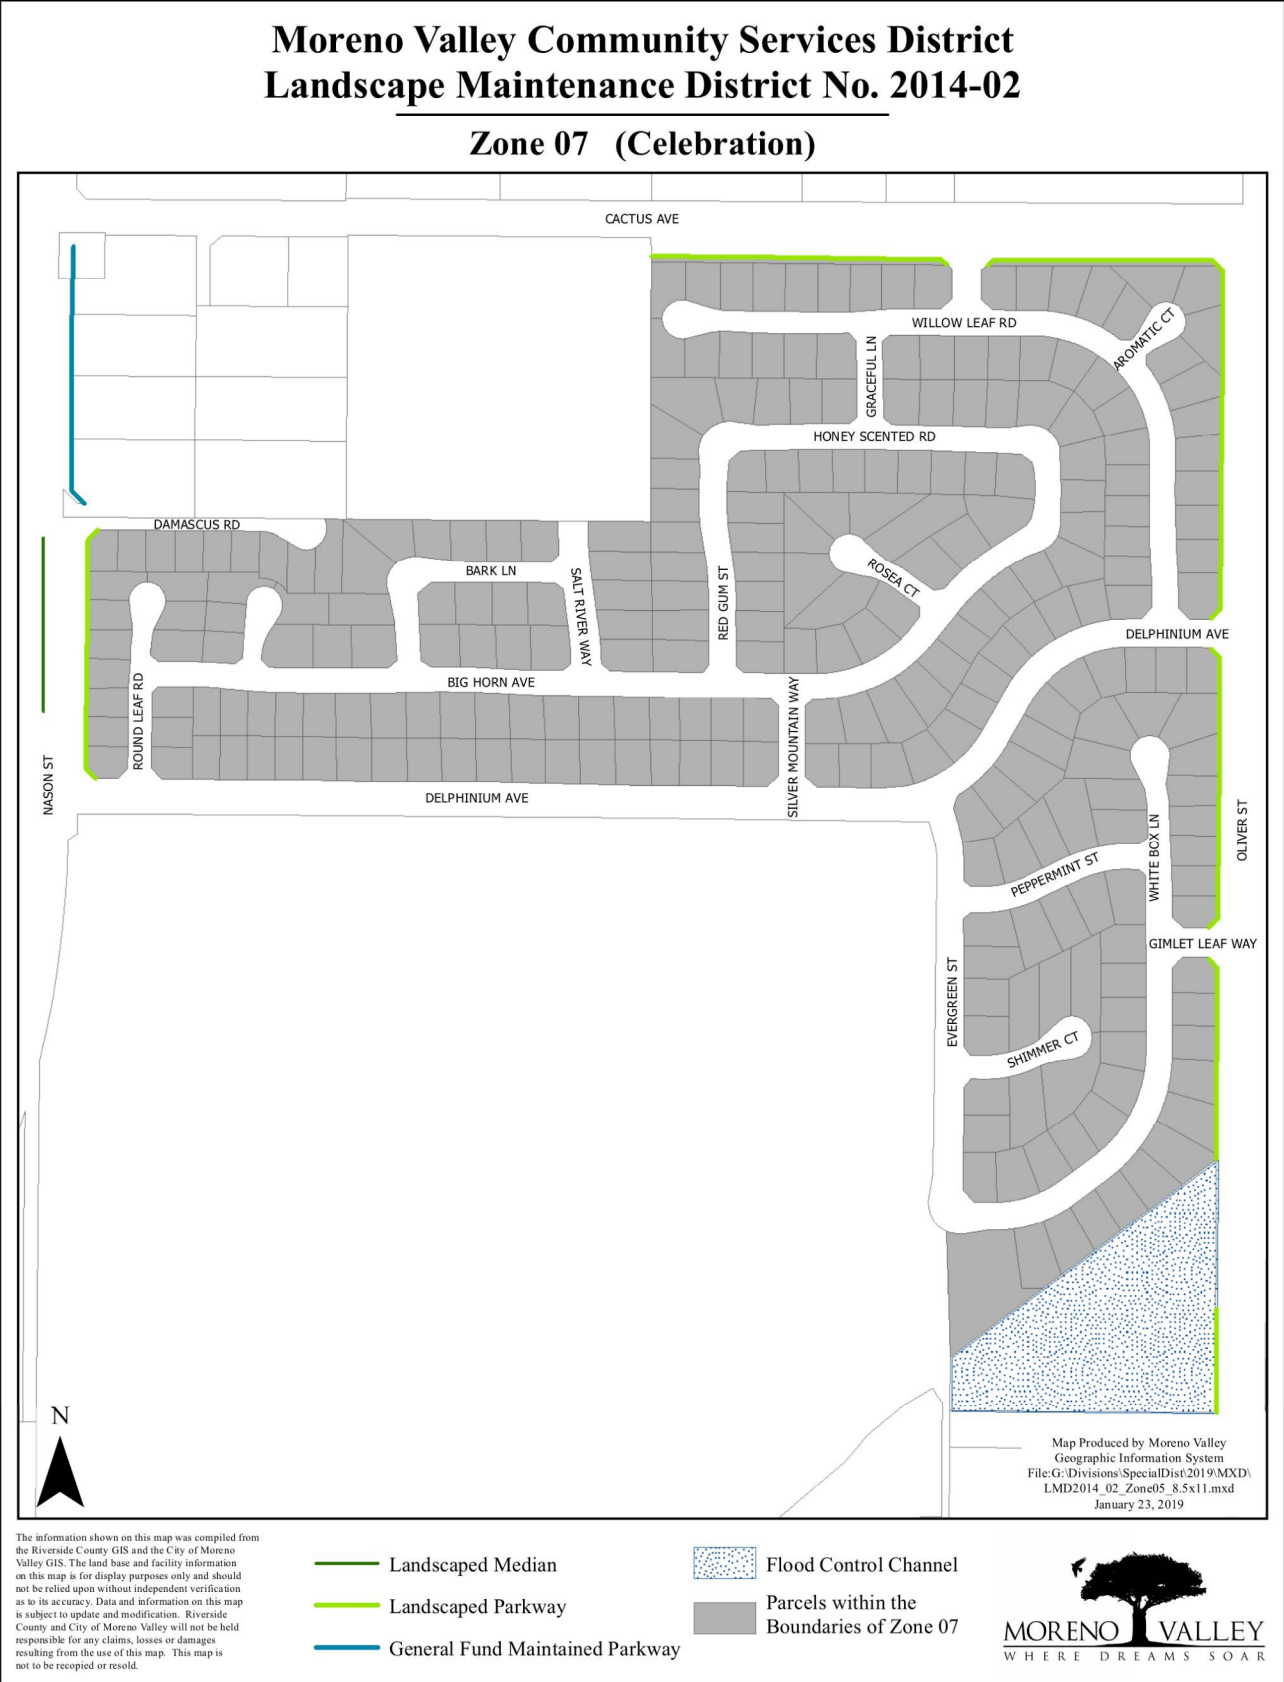 Moreno Valley Community Services District
Landscape Maintenance District No. 2014-02
Zone 07 (Celebration)
CACTUS AVE
WILLOW LEAF RD
AROMATIC CT
GRACEFUL LN
HONEY SCENTED RD
DAMASCUS RD
BARK LN
SALT RIVER WAY
RED GUM ST
ROSEA CT
DELPHINIUM AVE
BIG HORN AVE
ROUND LEAF RD
SILVER MOUNTAIN WAY
NASON ST
DELPHINIUM AVE
OLIVER ST
WHITE BOX LN
PEPPERMINT ST
GIMLET LEAF WAY
EVERGREEN ST
SHIMMER CT
N
Map Produced by Moreno Valley
Geographic Information System
File:G:\Divisions\SpecialDist\2019\MXD\
LMD2014_02_Zone05_8.5x11.mxd
January 23, 2019
The information shown on this map was compiled from
the Riverside County GIS and the City of Moreno
Valley GIS. The land base and facility information
on this map is for display purposes only and should
not be relied upon without independent verification
as to its accuracy. Data and information on this map
is subject to update and modification. Riverside
County and City of Moreno Valley will not be held
responsible for any claims, losses or damages
resulting from the use of this map. This map is
not to be recopied or resold.
Landscaped Median
Landscaped Parkway
General Fund Maintained Parkway
Flood Control Channel
Parcels within the
Boundaries of Zone 07
MORENO VALLEY
WHERE DREAMS SOAR